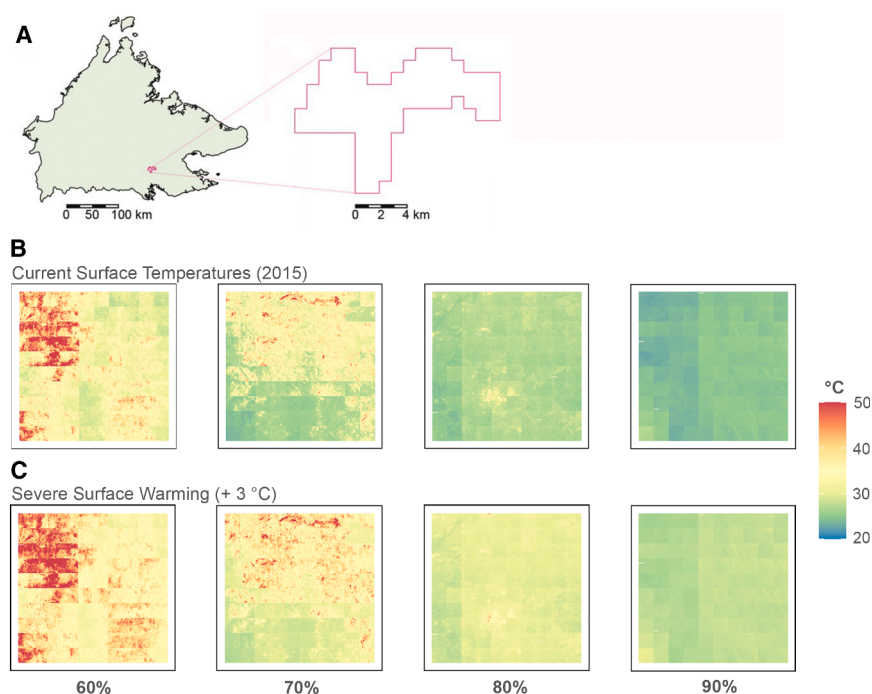 A
0 50 100 km
0 2 4 km
B
Current Surface Temperatures (2015)
°C
50
40
30
20
C
Severe Surface Warming (+ 3 °C)
60% 70% 80% 90%